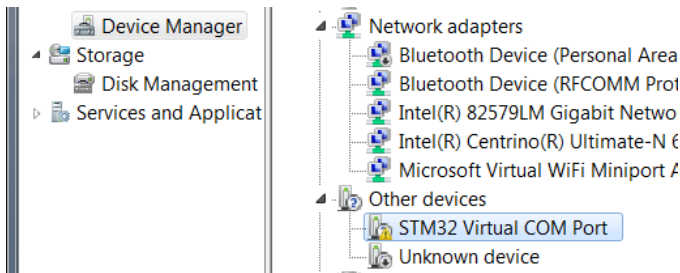 Device Manager
Storage
Disk Management
Services and Applicat
Network adapters
Bluetooth Device (Personal Area
Bluetooth Device (RFCOMM Prot
Intel(R) 82579LM Gigabit Netwo
Intel(R) Centrino(R) Ultimate-N 6
Microsoft Virtual WiFi Miniport A
Other devices
STM32 Virtual COM Port
Unknown device